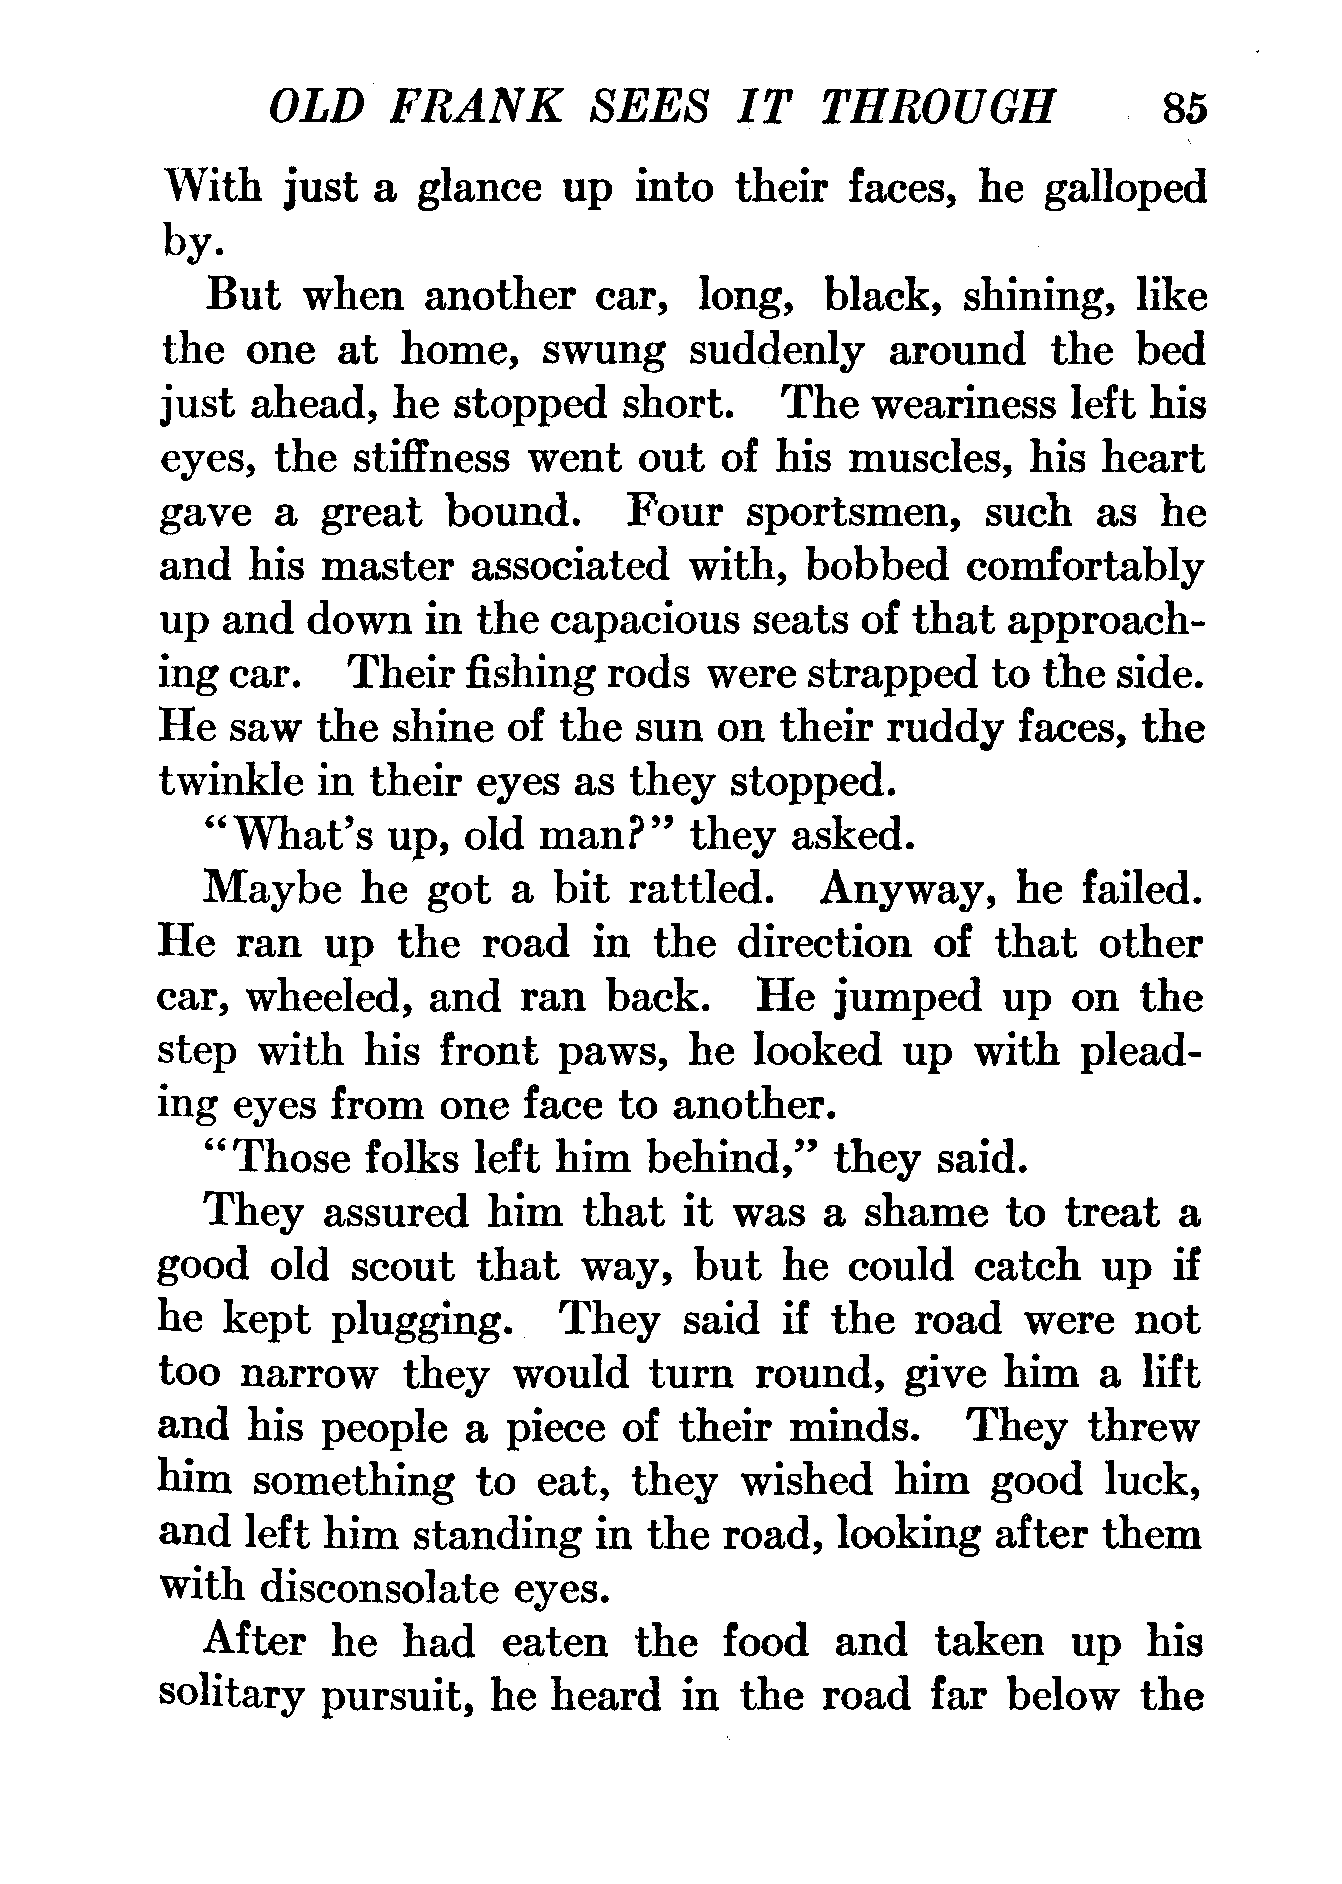 OLD FRANK SEES IT THROUGH 85
With just a glance up into their faces, he galloped
by.
But when another car, long, black, shining, like
the one at home, swung suddenly around the bed
just ahead, he stopped short. The weariness left his
eyes, the stiffness went out of his muscles, his heart
gave a great bound. Four sportsmen, such as he
and his master associated with, bobbed comfortably
up and down in the capacious seats of that approach-
ing car. Their fishing rods were strapped to the side.
He saw the shine of the sun on their ruddy faces, the
twinkle in their eyes as they stopped.
"What's up, old man?" they asked.
Maybe he got a bit rattled. Anyway, he failed.
He ran up the road in the direction of that other
car, wheeled, and ran back. He jumped up on the
step with his front paws, he looked up with plead-
ing eyes from one face to another.
"Those folks left him behind," they said.
They assured him that it was a shame to treat a
good old scout that way, but he could catch up if
he kept plugging. They said if the road were not
too narrow they would turn round, give him a lift
and his people a piece of their minds. They threw
him something to eat, they wished him good luck,
and left him standing in the road, looking after them
with disconsolate eyes.
After he had eaten the food and taken up his
solitary pursuit, he heard in the road far below the